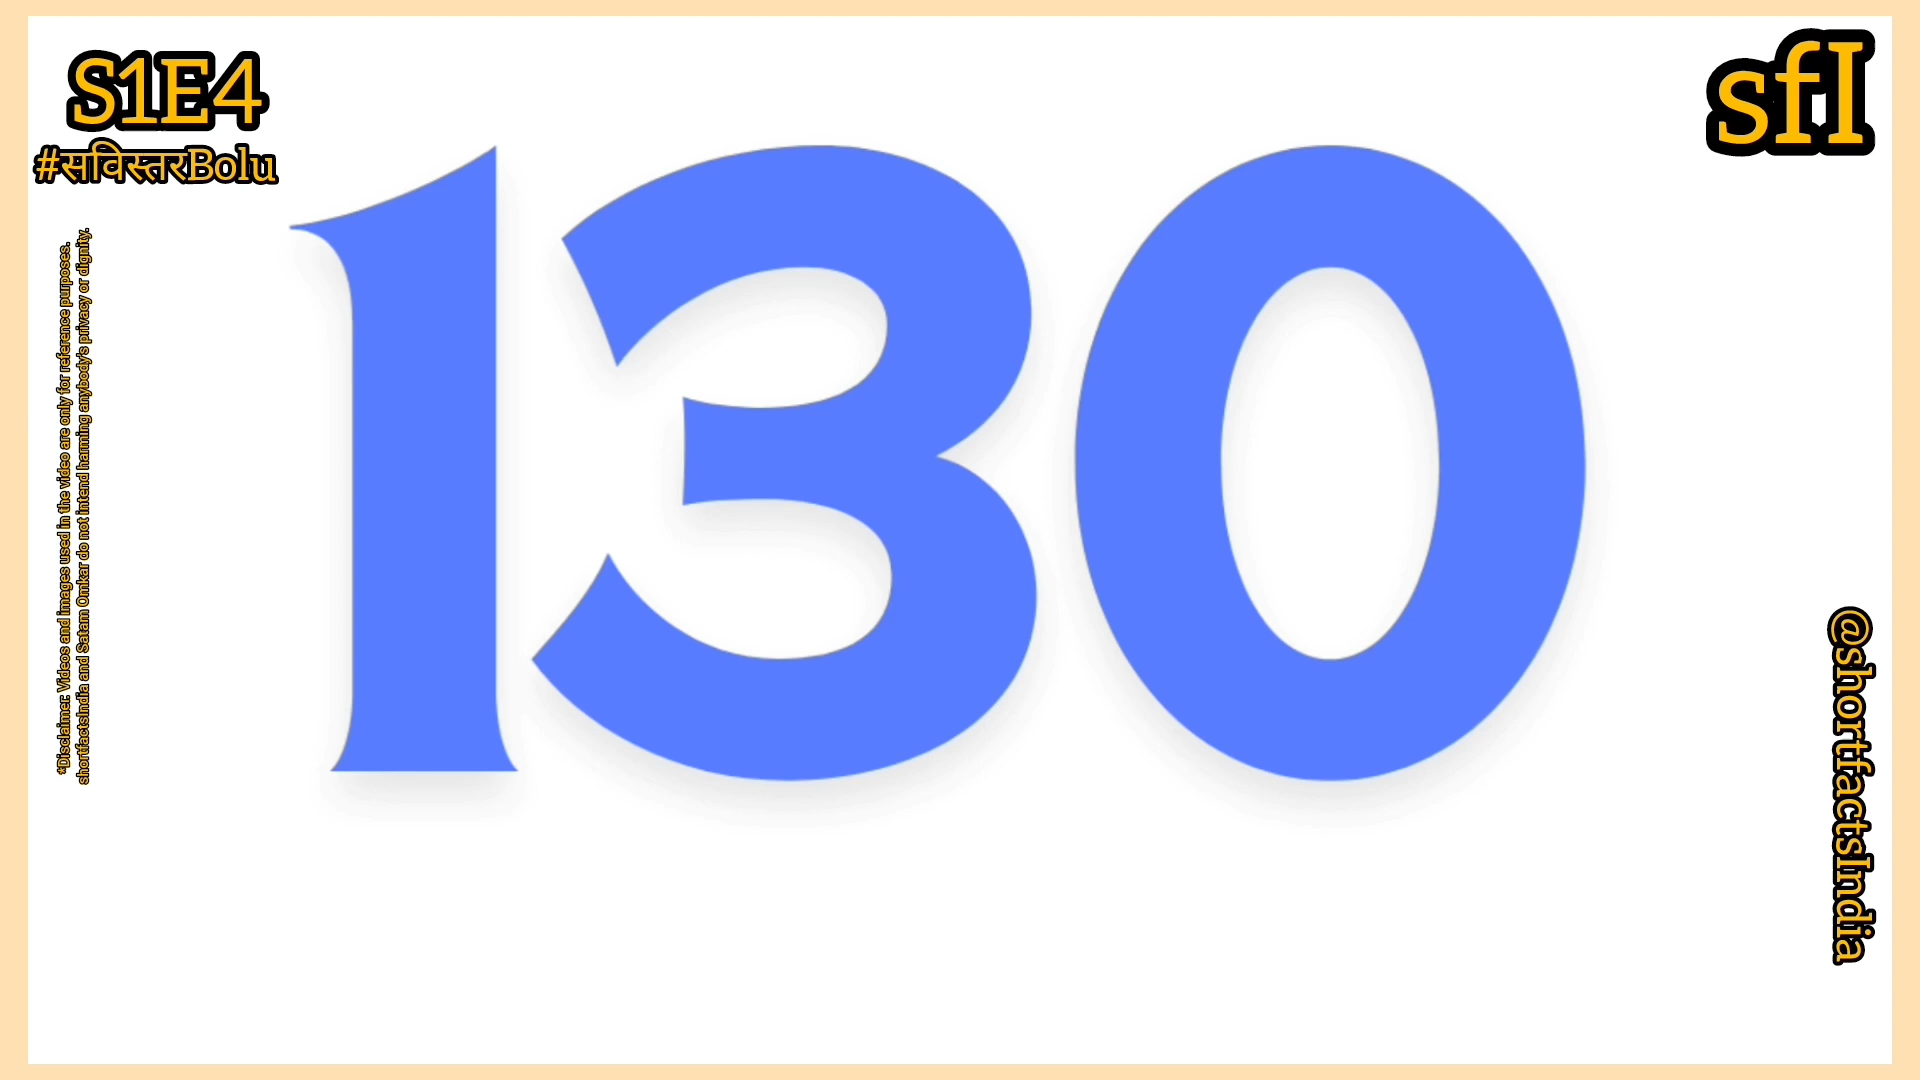 S1E4
#सविस्तरBolu
sfI
130
*Disclaimer: Videos and images used in the video are only for reference purposes.
shortfactsIndia and Satam Omkar do not intend harming anybody's privacy or dignity.
@shortfactsIndia